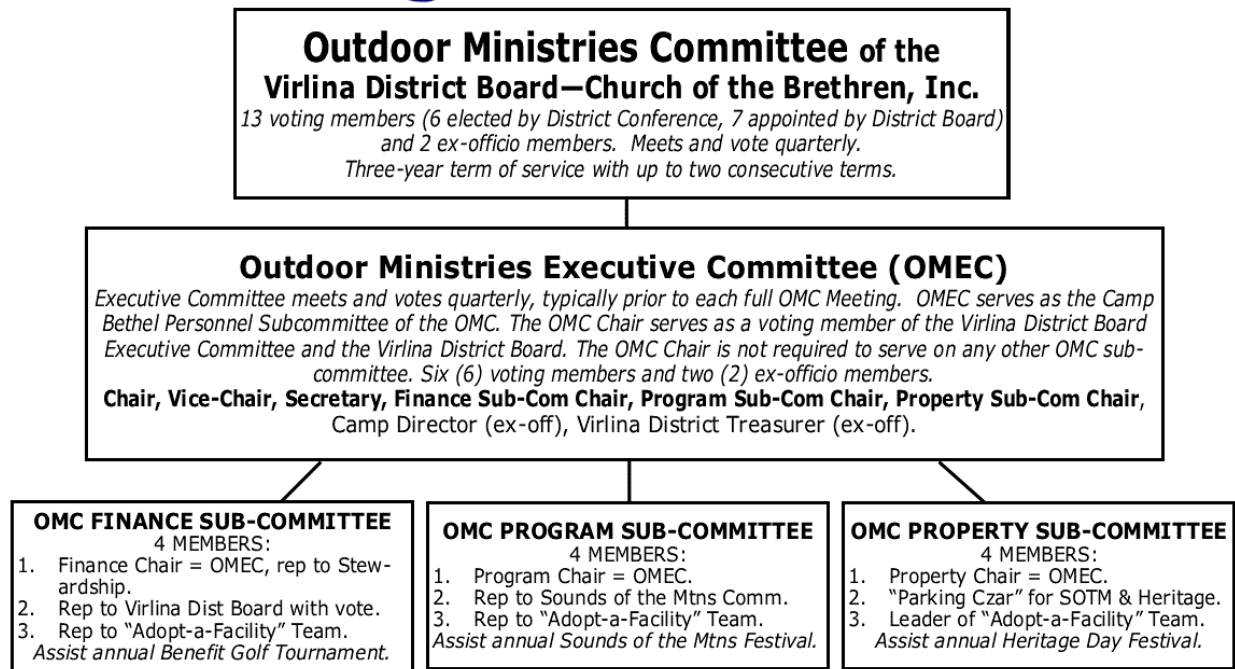 Outdoor Ministries Committee of the
Virlina District Board—Church of the Brethren, Inc.
13 voting members (6 elected by District Conference, 7 appointed by District Board)
and 2 ex-officio members.  Meets and vote quarterly.
Three-year term of service with up to two consecutive terms.
Outdoor Ministries Executive Committee (OMEC)
Executive Committee meets and votes quarterly, typically prior to each full OMC Meeting.  OMEC serves as the Camp
Bethel Personnel Subcommittee of the OMC. The OMC Chair serves as a voting member of the Virlina District Board
Executive Committee and the Virlina District Board. The OMC Chair is not required to serve on any other OMC sub-
committee. Six (6) voting members and two (2) ex-officio members.
Chair, Vice-Chair, Secretary, Finance Sub-Com Chair, Program Sub-Com Chair, Property Sub-Com Chair,
Camp Director (ex-off), Virlina District Treasurer (ex-off).
OMC FINANCE SUB-COMMITTEE
4 MEMBERS:
1. Finance Chair = OMEC, rep to Stew-
ardship.
2. Rep to Virlina Dist Board with vote.
3. Rep to “Adopt-a-Facility” Team.
Assist annual Benefit Golf Tournament.
OMC PROGRAM SUB-COMMITTEE
4 MEMBERS:
1. Program Chair = OMEC.
2. Rep to Sounds of the Mtns Comm.
3. Rep to “Adopt-a-Facility” Team.
Assist annual Sounds of the Mtns Festival.
OMC PROPERTY SUB-COMMITTEE
4 MEMBERS:
1. Property Chair = OMEC.
2. “Parking Czar” for SOTM & Heritage.
3. Leader of “Adopt-a-Facility” Team.
Assist annual Heritage Day Festival.